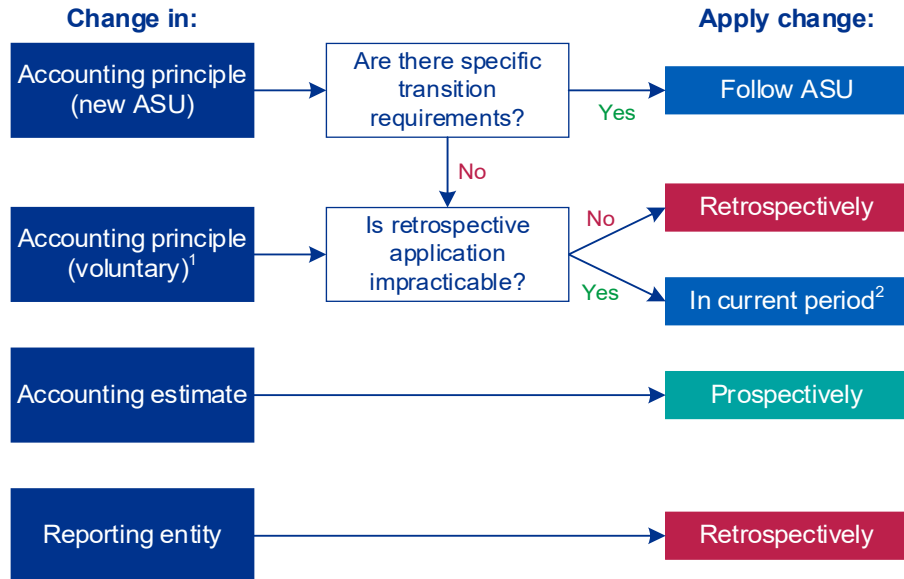 Change in:
Apply change:
Accounting principle
(new ASU)
Are there specific
transition
requirements?
Yes
Follow ASU
No
Accounting principle
(voluntary)1
Is retrospective
application
impracticable?
No
Retrospectively
Yes
In current period2
Accounting estimate
Prospectively
Reporting entity
Retrospectively